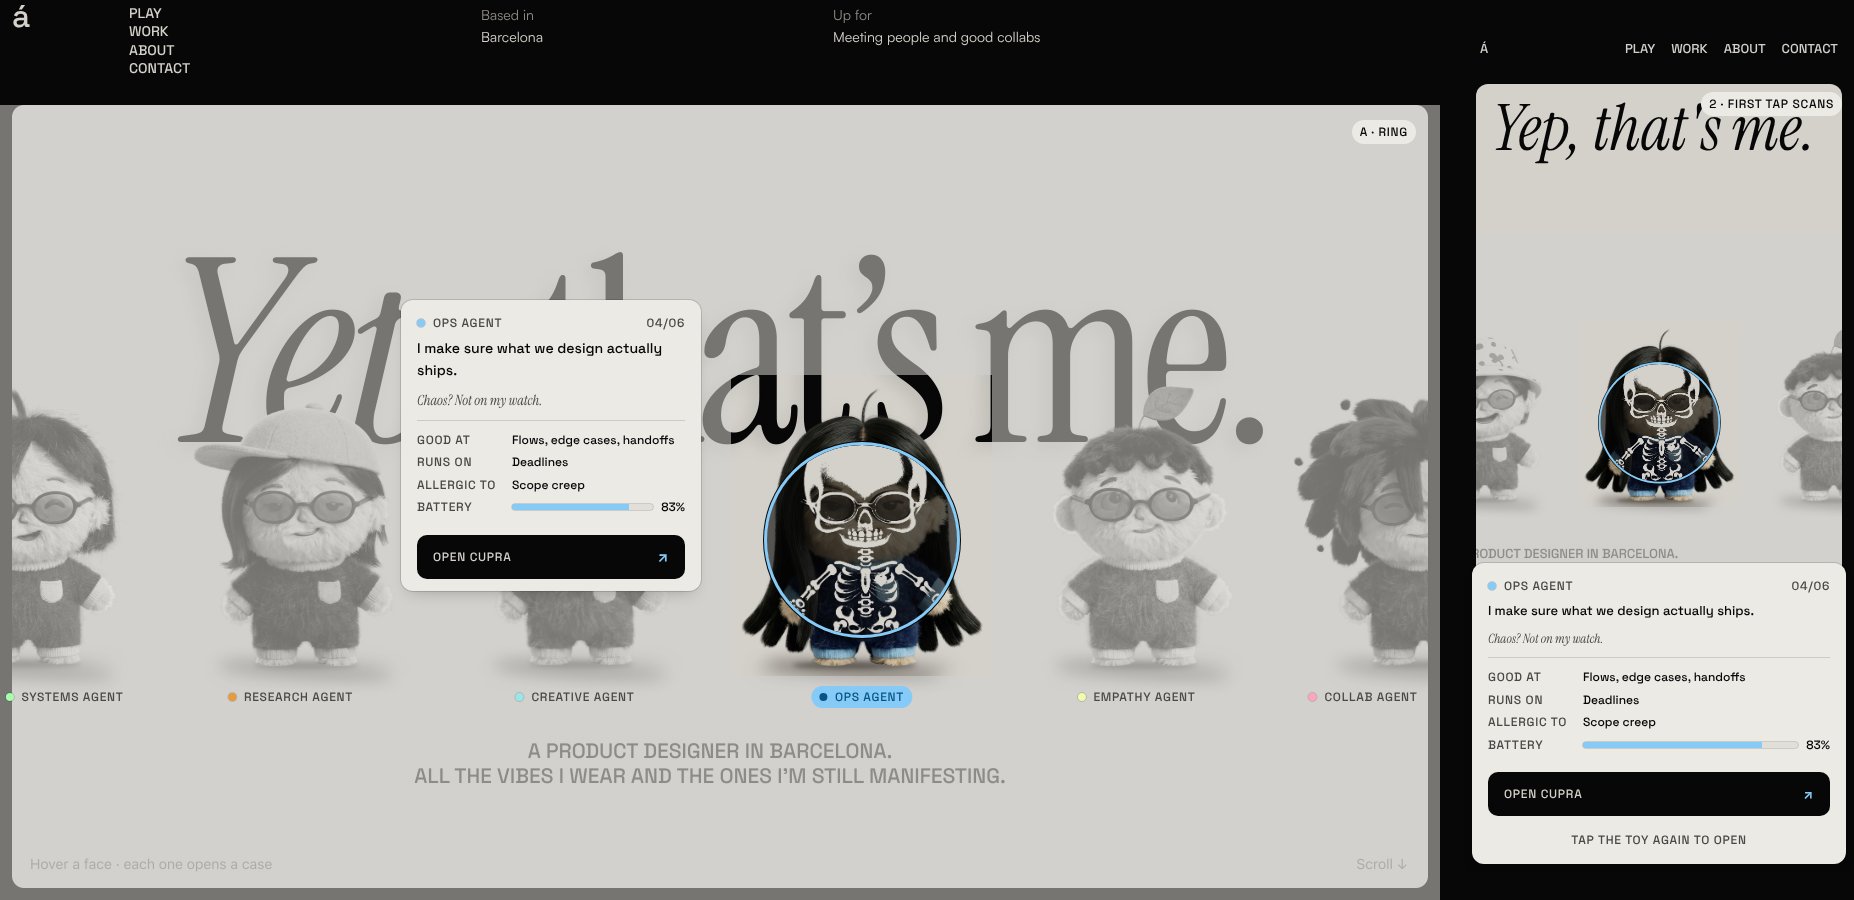 á
PLAY
WORK
ABOUT
CONTACT
Based in
Barcelona
Up for
Meeting people and good collabs
A · RING
that's me.
OPS AGENT
04/06
I make sure what we design actually
ships.
Chaos? Not on my watch.
GOOD AT Flows, edge cases, handoffs
RUNS ON Deadlines
ALLERGIC TO Scope creep
BATTERY 83%
OPEN CUPRA
SYSTEMS AGENT
RESEARCH AGENT
CREATIVE AGENT
OPS AGENT
EMPATHY AGENT
COLLAB AGENT
A PRODUCT DESIGNER IN BARCELONA.
ALL THE VIBES I WEAR AND THE ONES I'M STILL MANIFESTING.
Hover a face · each one opens a case
Scroll ↓
Á
PLAY WORK ABOUT CONTACT
2 · FIRST TAP SCANS
Yep, that's me.
PRODUCT DESIGNER IN BARCELONA.
OPS AGENT
04/06
I make sure what we design actually ships.
Chaos? Not on my watch.
GOOD AT Flows, edge cases, handoffs
RUNS ON Deadlines
ALLERGIC TO Scope creep
BATTERY 83%
OPEN CUPRA
TAP THE TOY AGAIN TO OPEN